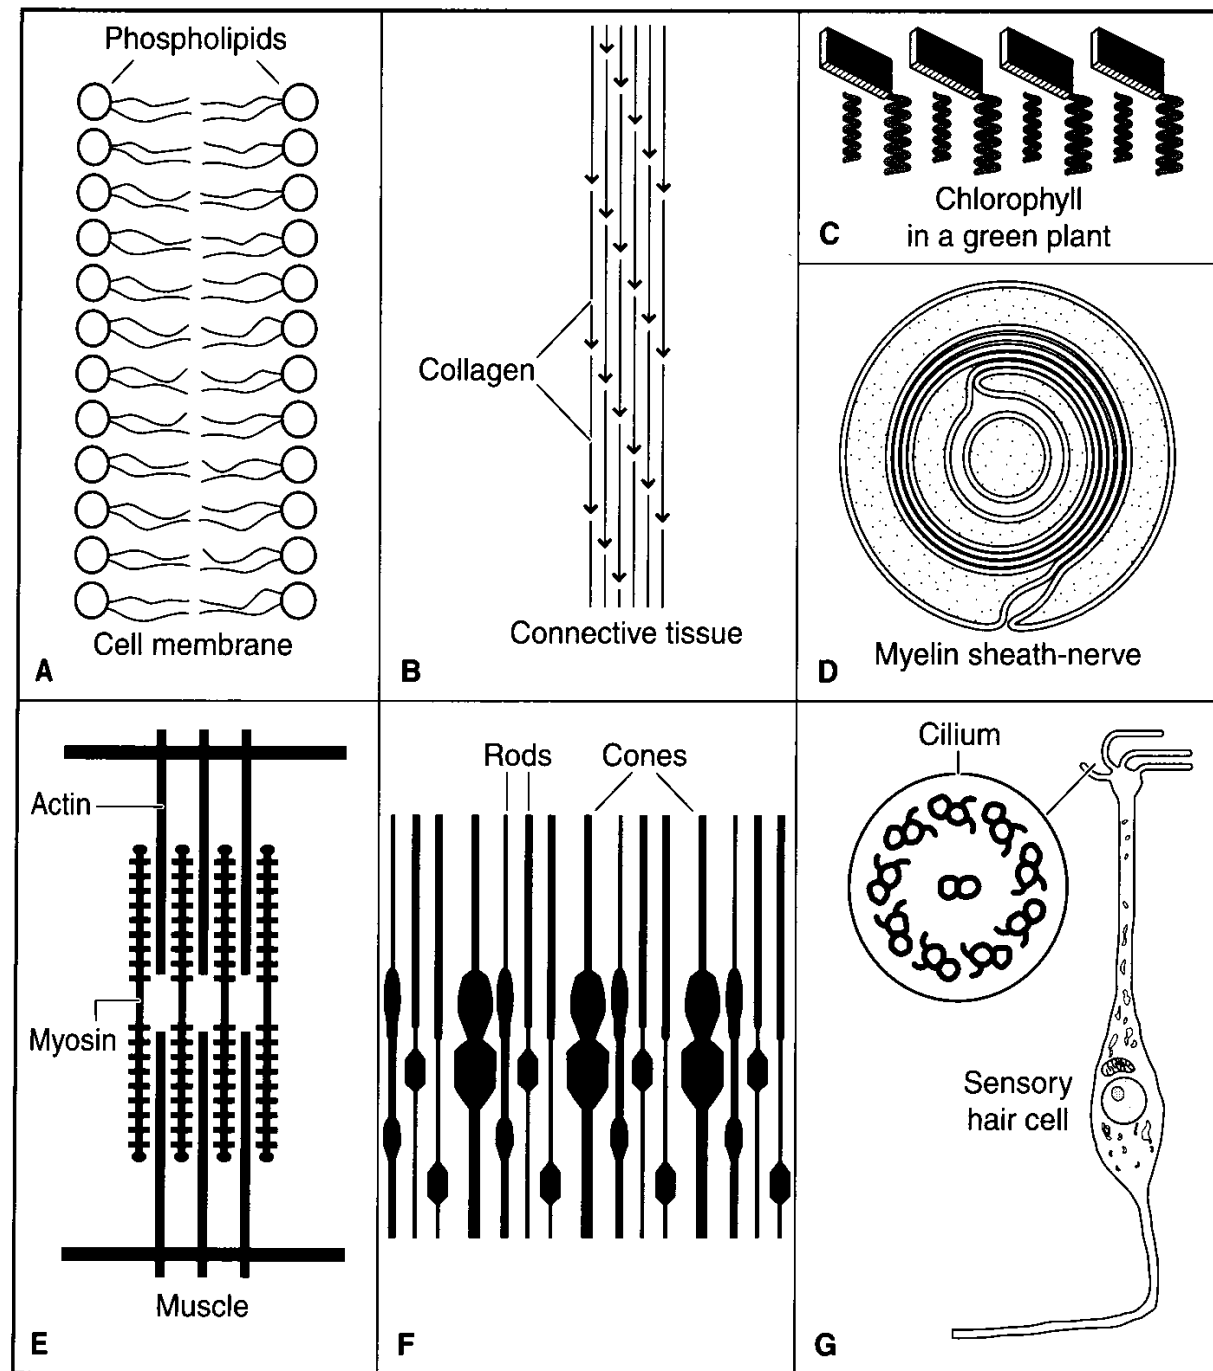 Phospholipids
Cell membrane
A
Collagen
Connective tissue
B
Chlorophyll
in a green plant
C
Myelin sheath-nerve
D
Actin
Myosin
Muscle
E
Rods
Cones
F
Cilium
Sensory
hair cell
G